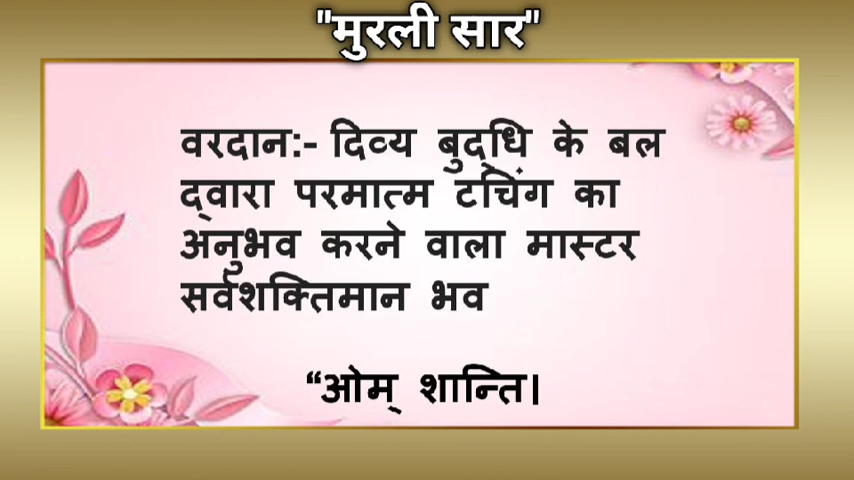 "मुरली सार"
वरदान:- दिव्य बुद्धि के बल
द्वारा परमात्म टचिंग का
अनुभव करने वाला मास्टर
सर्वशक्तिमान भव
“ओम् शान्ति।